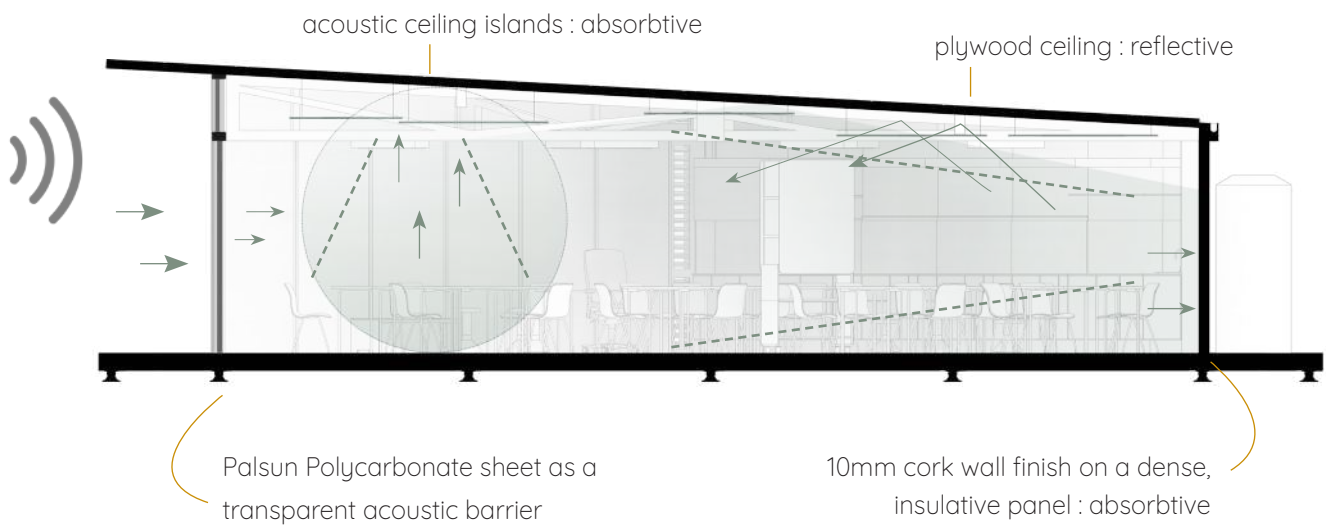 acoustic ceiling islands : absorbtive
plywood ceiling : reflective
Palsun Polycarbonate sheet as a
transparent acoustic barrier
10mm cork wall finish on a dense,
insulative panel : absorbtive